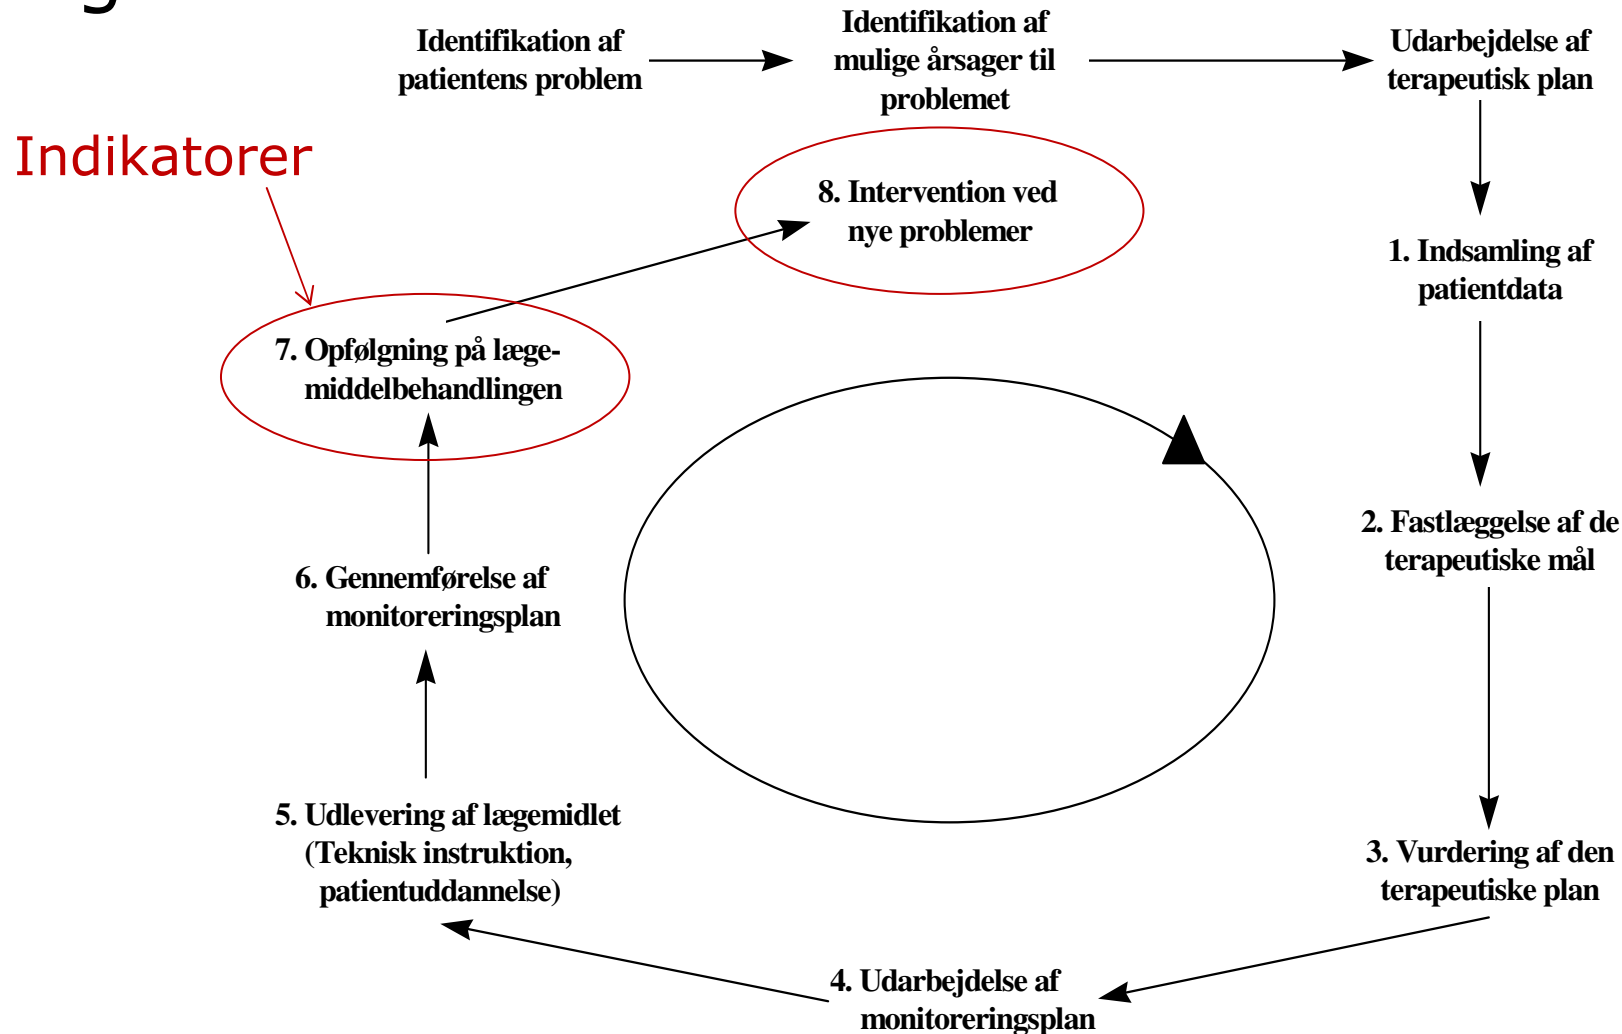 g
Identifikation af
patientens problem
Identifikation af
mulige årsager til
problemet
Udarbejdelse af
terapeutisk plan
Indikatorer
8. Intervention ved
nye problemer
1. Indsamling af
patientdata
7. Opfølgning på læge-
middelbehandlingen
2. Fastlæggelse af de
terapeutiske mål
6. Gennemførelse af
monitoreringsplan
5. Udlevering af lægemidlet
(Teknisk instruktion,
patientuddannelse)
3. Vurdering af den
terapeutiske plan
4. Udarbejdelse af
monitoreringsplan